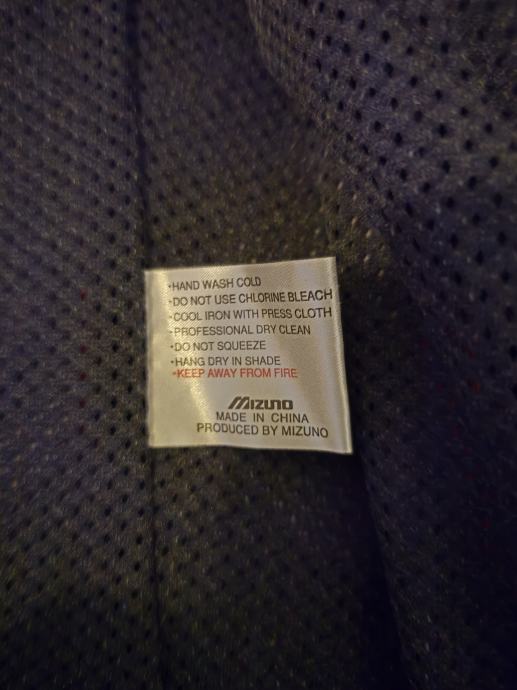 ·HAND WASH COLD
·DO NOT USE CHLORINE BLEACH
·COOL IRON WITH PRESS CLOTH
·PROFESSIONAL DRY CLEAN
·DO NOT SQUEEZE
·HANG DRY IN SHADE
·KEEP AWAY FROM FIRE
MIZUNO
MADE IN CHINA
PRODUCED BY MIZUNO